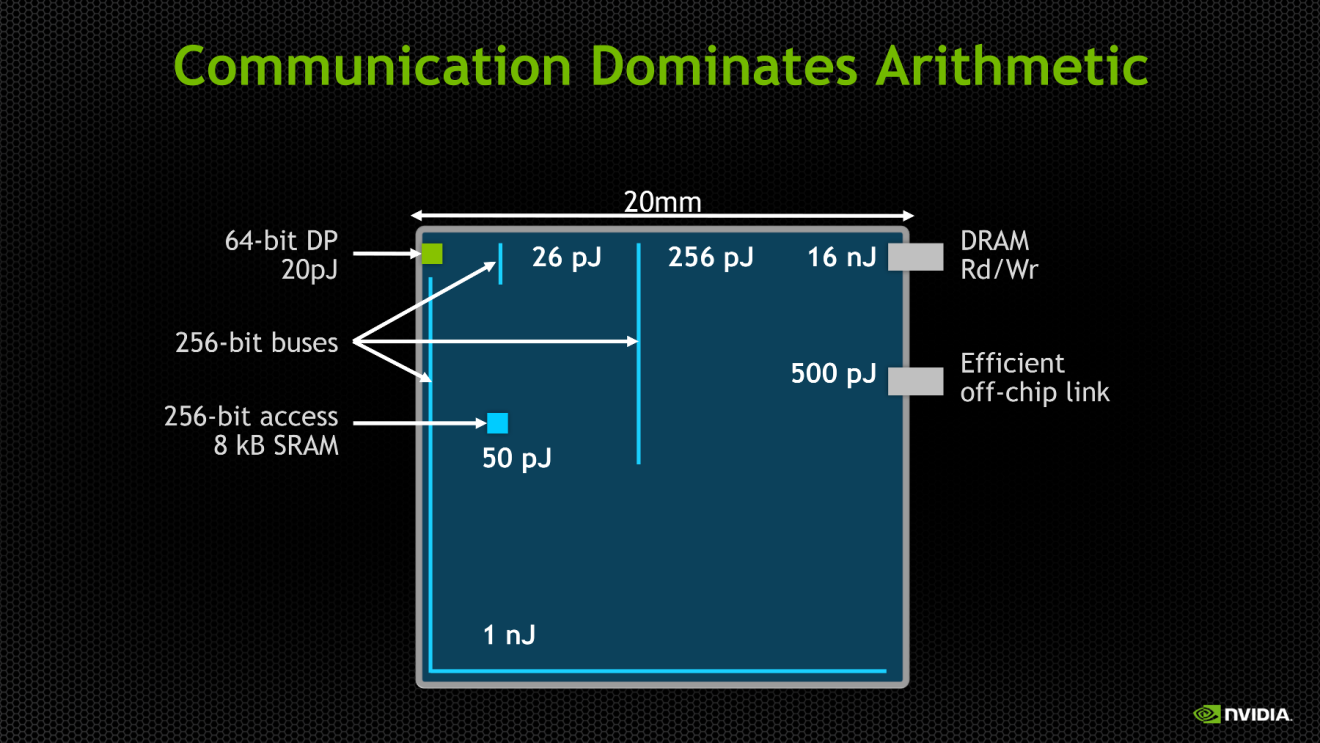 Communication Dominates Arithmetic
20mm
64-bit DP
20pJ
26 pJ
256 pJ
16 nJ
DRAM
Rd/Wr
256-bit buses
500 pJ
Efficient
off-chip link
256-bit access
8 kB SRAM
50 pJ
1 nJ
NVIDIA.